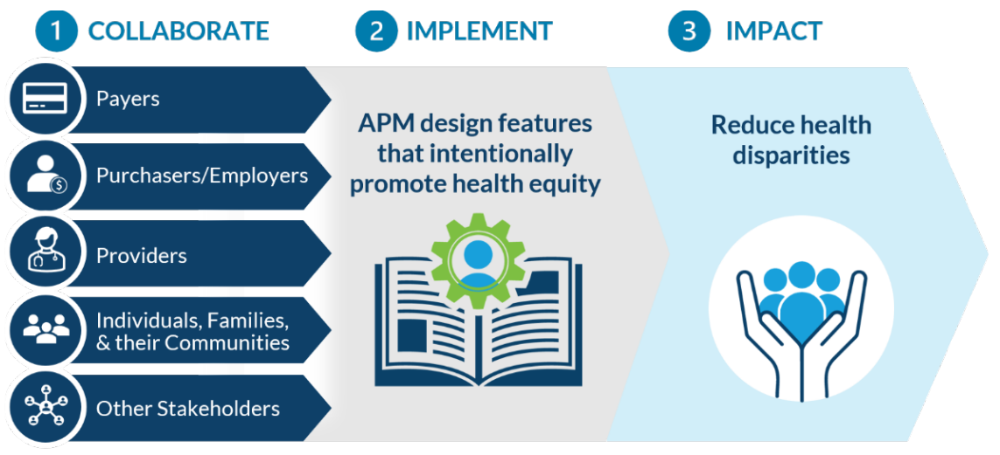 1 COLLABORATE
Payers
Purchasers/Employers
Providers
Individuals, Families,
& their Communities
Other Stakeholders
2 IMPLEMENT
APM design features
that intentionally
promote health equity
$
3 IMPACT
Reduce health
disparities